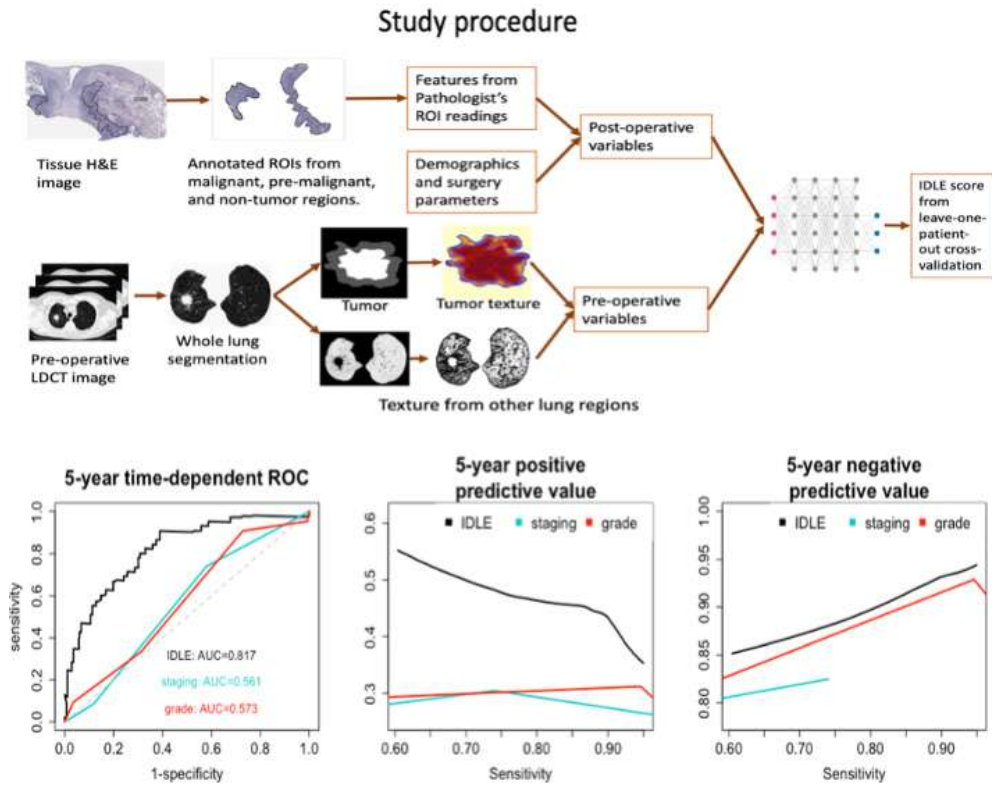 Study procedure
Tissue H&E
image
Annotated ROIs from
malignant, pre-malignant,
and non-tumor regions.
Features from
Pathologist's
ROI readings
Demographics
and surgery
parameters
Post-operative
variables
IDLE score
from
leave-one-
patient-
out cross-
validation
Pre-operative
LDCT image
Whole lung
segmentation
Tumor
Tumor texture
Pre-operative
variables
Texture from other lung regions
5-year time-dependent ROC
sensitivity
1.0
0.8
0.6
0.4
0.2
0.0
IDLE: AUC=0.817
staging: AUC=0.561
grade: AUC=0.573
0.0 0.2 0.4 0.6 0.8 1.0
1-specificity
5-year positive
predictive value
IDLE staging grade
0.6
0.5
0.4
0.3
0.60 0.70 0.80 0.90
Sensitivity
5-year negative
predictive value
IDLE staging grade
1.00
0.95
0.90
0.85
0.80
0.60 0.70 0.80 0.90
Sensitivity